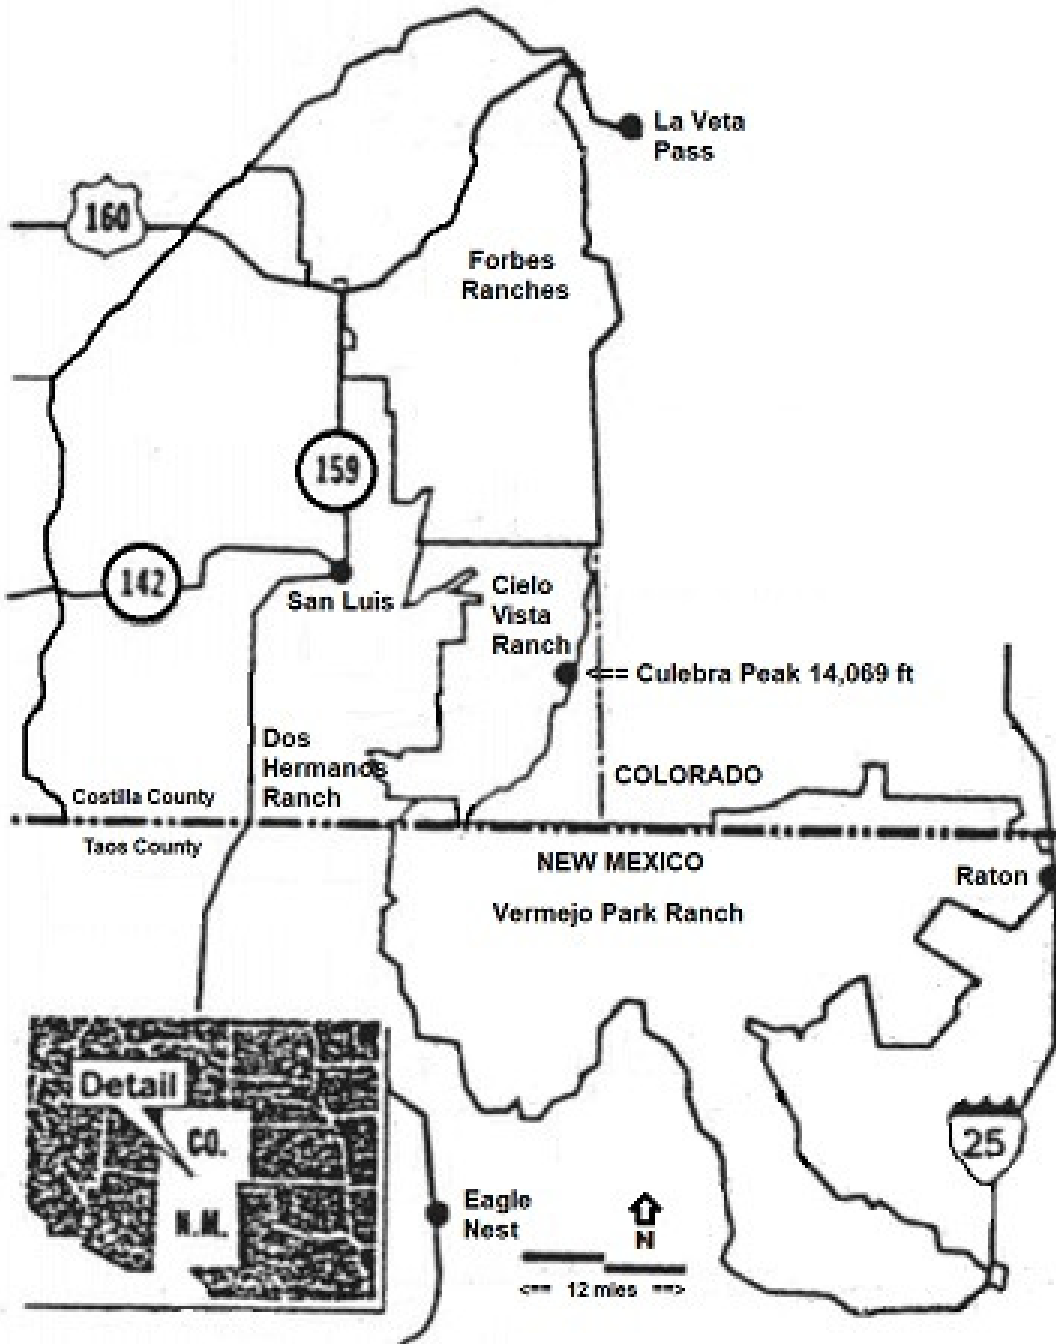 La Veta
Pass
160
Forbes
Ranches
159
142
San Luis
Cielo
Vista
Ranch
<== Culebra Peak 14,069 ft
Dos
Hermanos
Ranch
COLORADO
Costilla County
Taos County
NEW MEXICO
Raton
Vermejo Park Ranch
Detail
CO.
N.M.
25
Eagle
Nest
N
<== 12 miles ==>